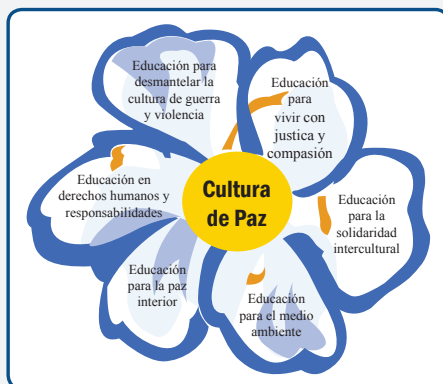 Educación para
desmantelar la
cultura de guerra
y violencia
Educación
para
vivir con
justica y
compasión
Educación en
derechos humanos y
responsabilidades
Cultura
de Paz
Educación
para la
solidaridad
intercultural
Educación
para la paz
interior
Educación
para el medio
ambiente